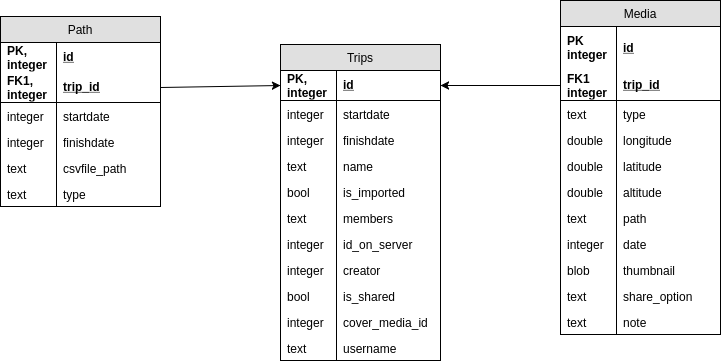 Path
PK,
integer
id
FK1,
integer
trip_id
integer startdate
integer finishdate
text csvfile_path
text type
Trips
PK,
integer
id
integer startdate
integer finishdate
text name
bool is_imported
text members
integer id_on_server
integer creator
bool is_shared
integer cover_media_id
text username
Media
PK
integer
id
FK1
integer
trip_id
text type
double longitude
double latitude
double altitude
text path
integer date
blob thumbnail
text share_option
text note